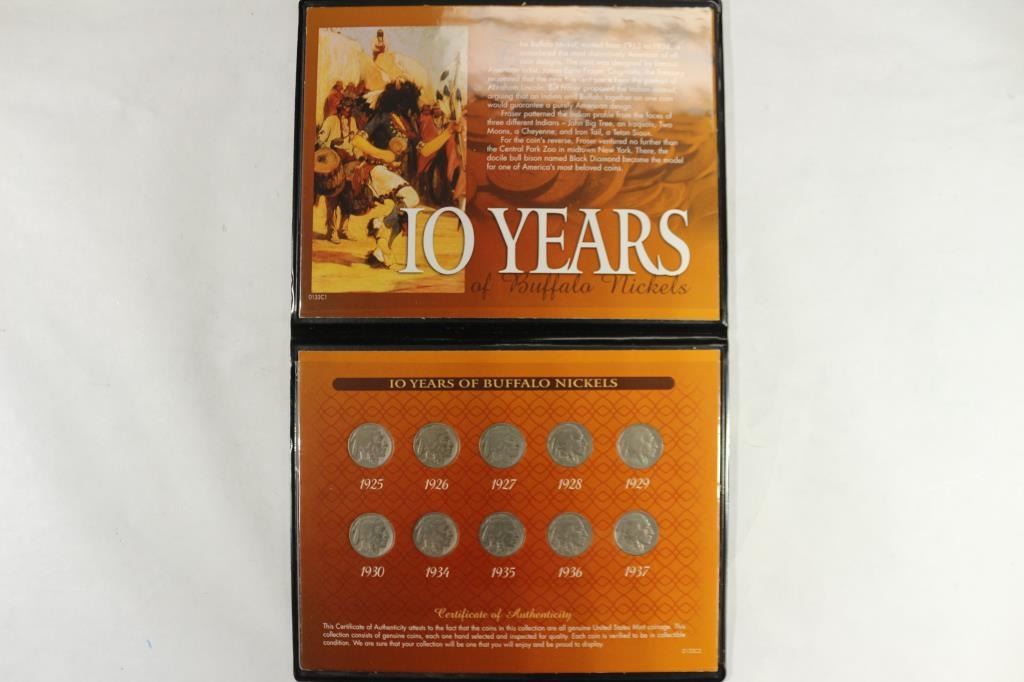 The Buffalo Nickel, minted from 1913 to 1938, is
considered the most distinctively American of all
coin designs. The coin was designed by famous
American artist, James Earle Fraser. Originally, the Treasury
requested that the new nickel bear the portrait of
Abraham Lincoln. But Fraser proposed the Indian instead,
arguing that an Indian and Buffalo together on one coin
would guarantee a purely American design.
Fraser patterned the Indian profile from the faces of
three different Indians – John Big Tree, an Iroquois, Two
Moons, a Cheyenne, and Iron Tail, a Teton Sioux.
For the coin's reverse, Fraser ventured no further than
the Central Park Zoo in midtown New York. There, the
docile bull bison named Black Diamond became the model
for one of America's most beloved coins.
10 YEARS
of Buffalo Nickels
0133C1
10 YEARS OF BUFFALO NICKELS
1925 1926 1927 1928 1929
1930 1934 1935 1936 1937
Certificate of Authenticity
This Certificate of Authenticity attests to the fact that the coins in this collection are all genuine United States Mint coinage. This
collection consists of genuine coins, each one hand selected and inspected for quality. Each coin is verified to be in collectible
condition. We are sure that your collection will be one that you will enjoy and be proud to display.
0133C2